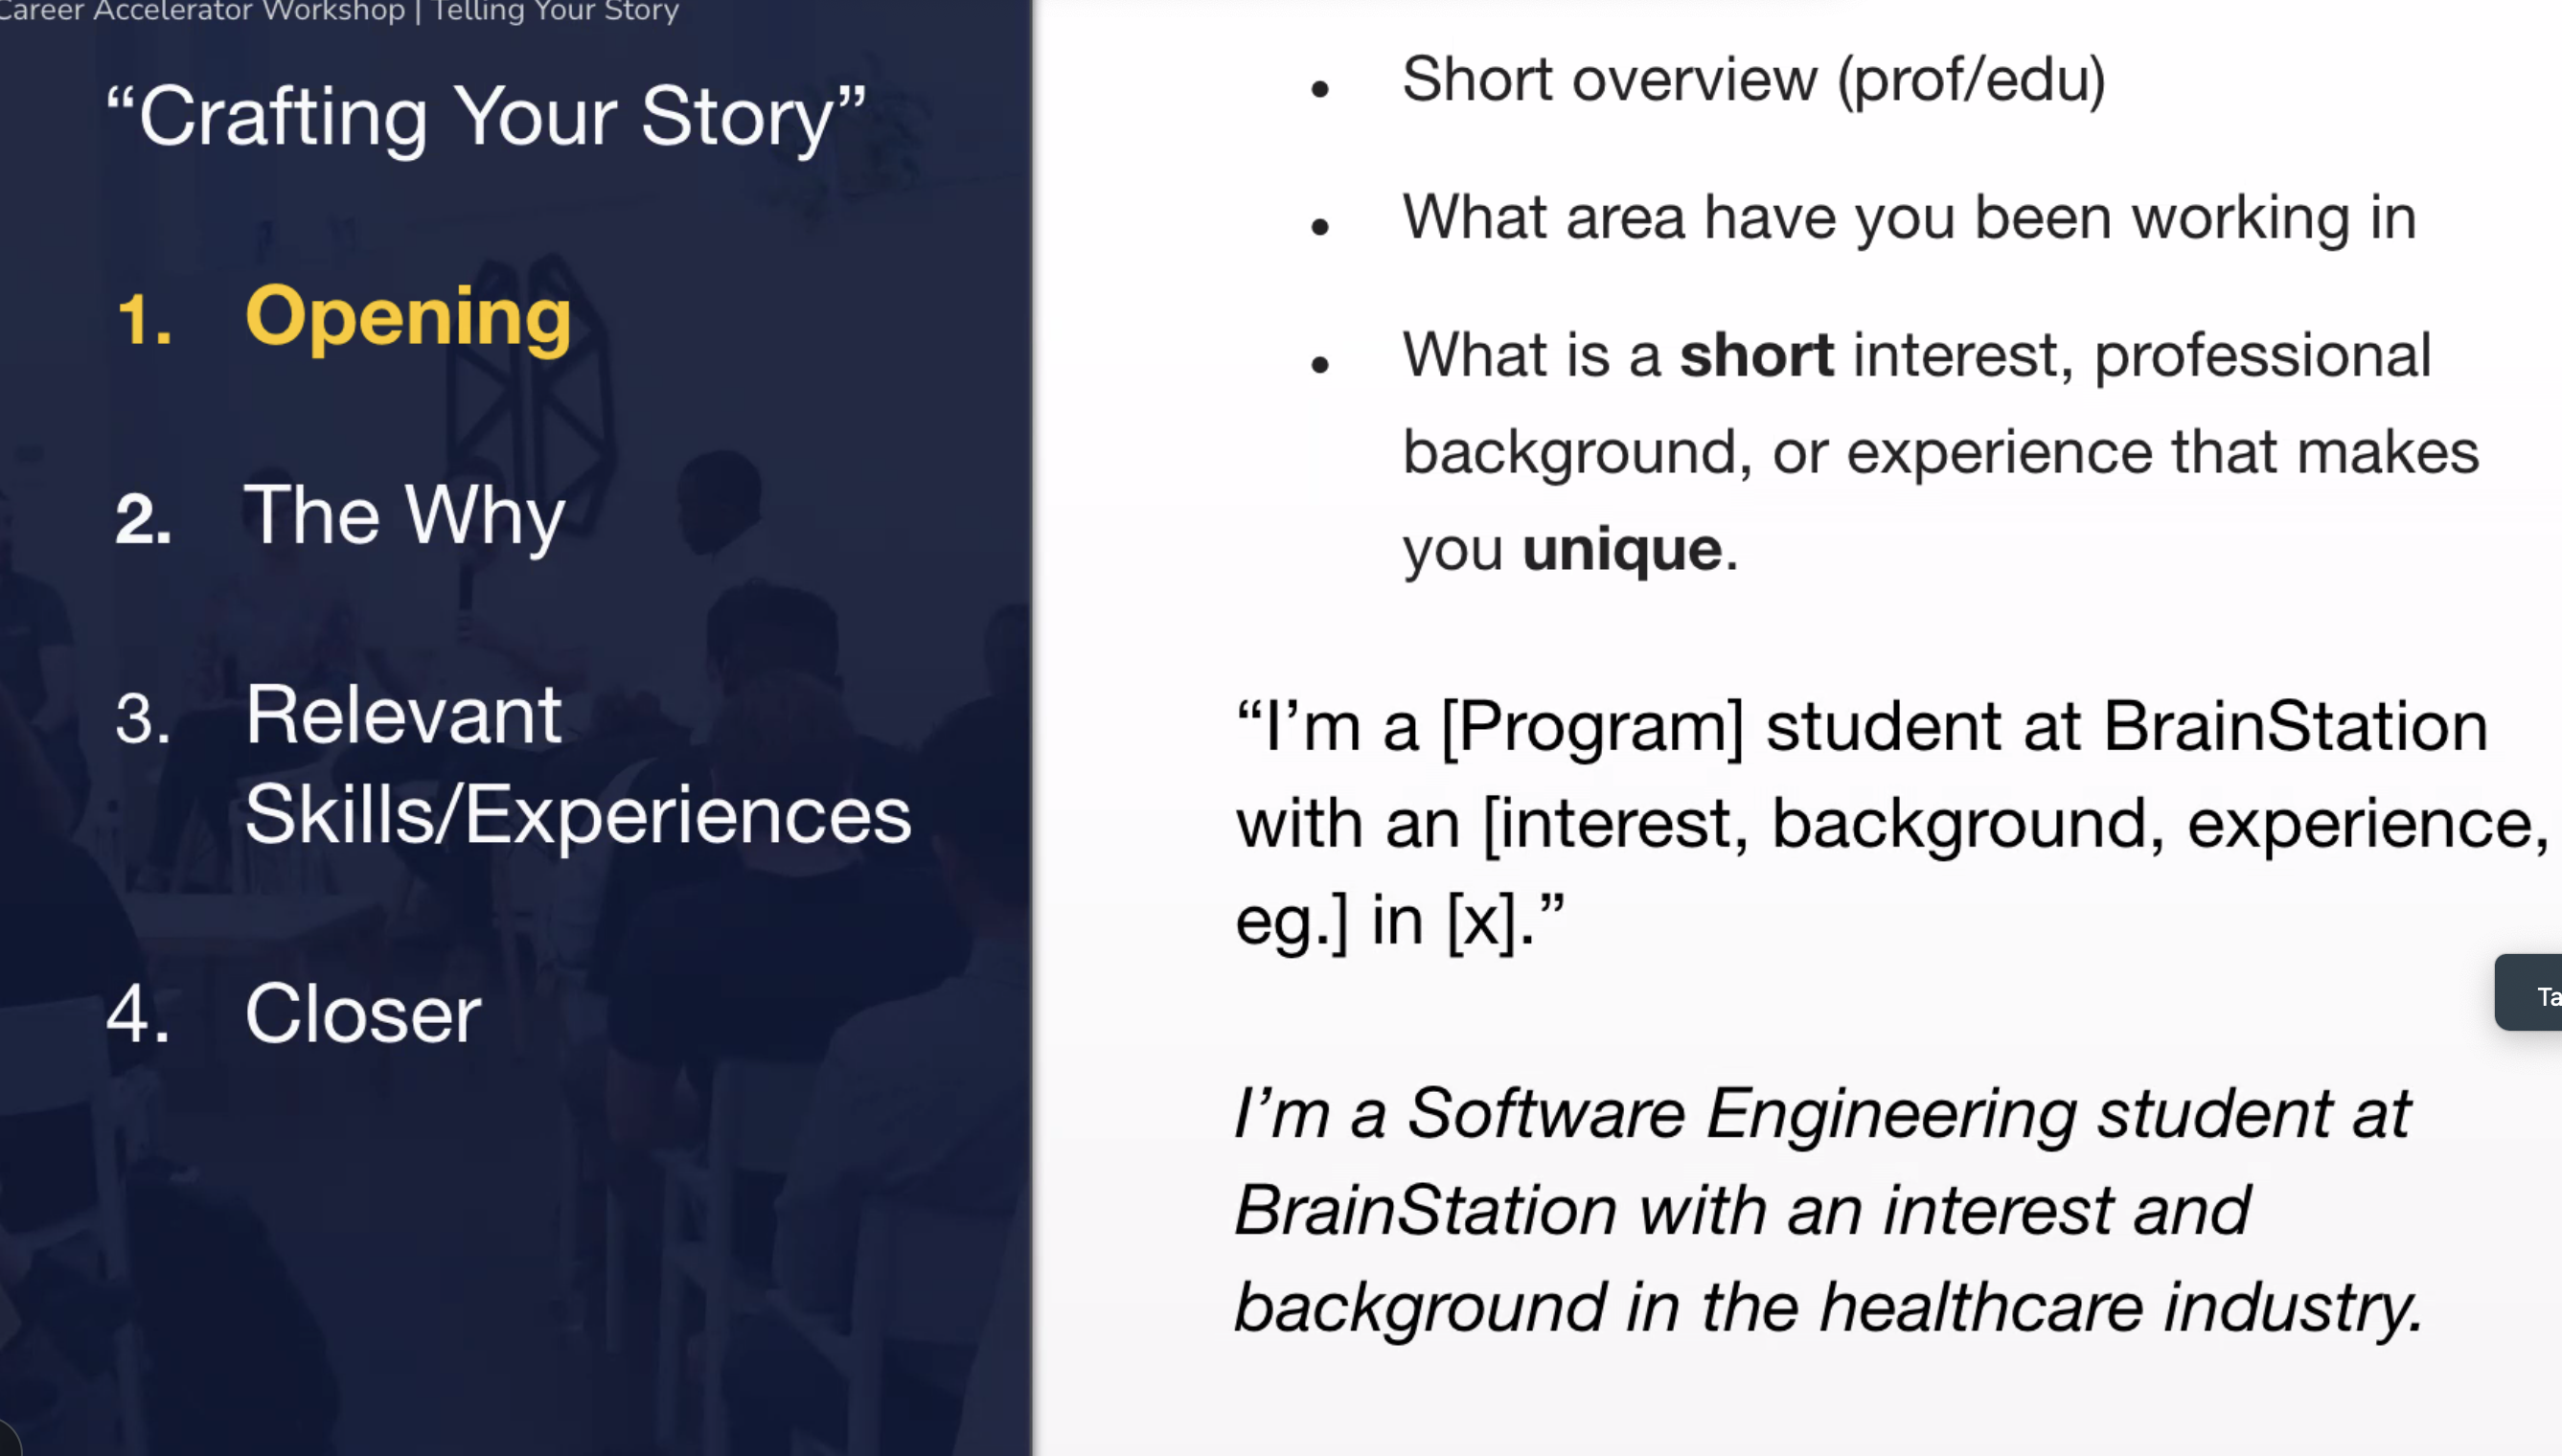 Career Accelerator Workshop | Telling Your Story
“Crafting Your Story”
1. Opening
2. The Why
3. Relevant
Skills/Experiences
4. Closer
• Short overview (prof/edu)
• What area have you been working in
• What is a short interest, professional
background, or experience that makes
you unique.
“I’m a [Program] student at BrainStation
with an [interest, background, experience,
eg.] in [x].”
I’m a Software Engineering student at
BrainStation with an interest and
background in the healthcare industry.
Ta